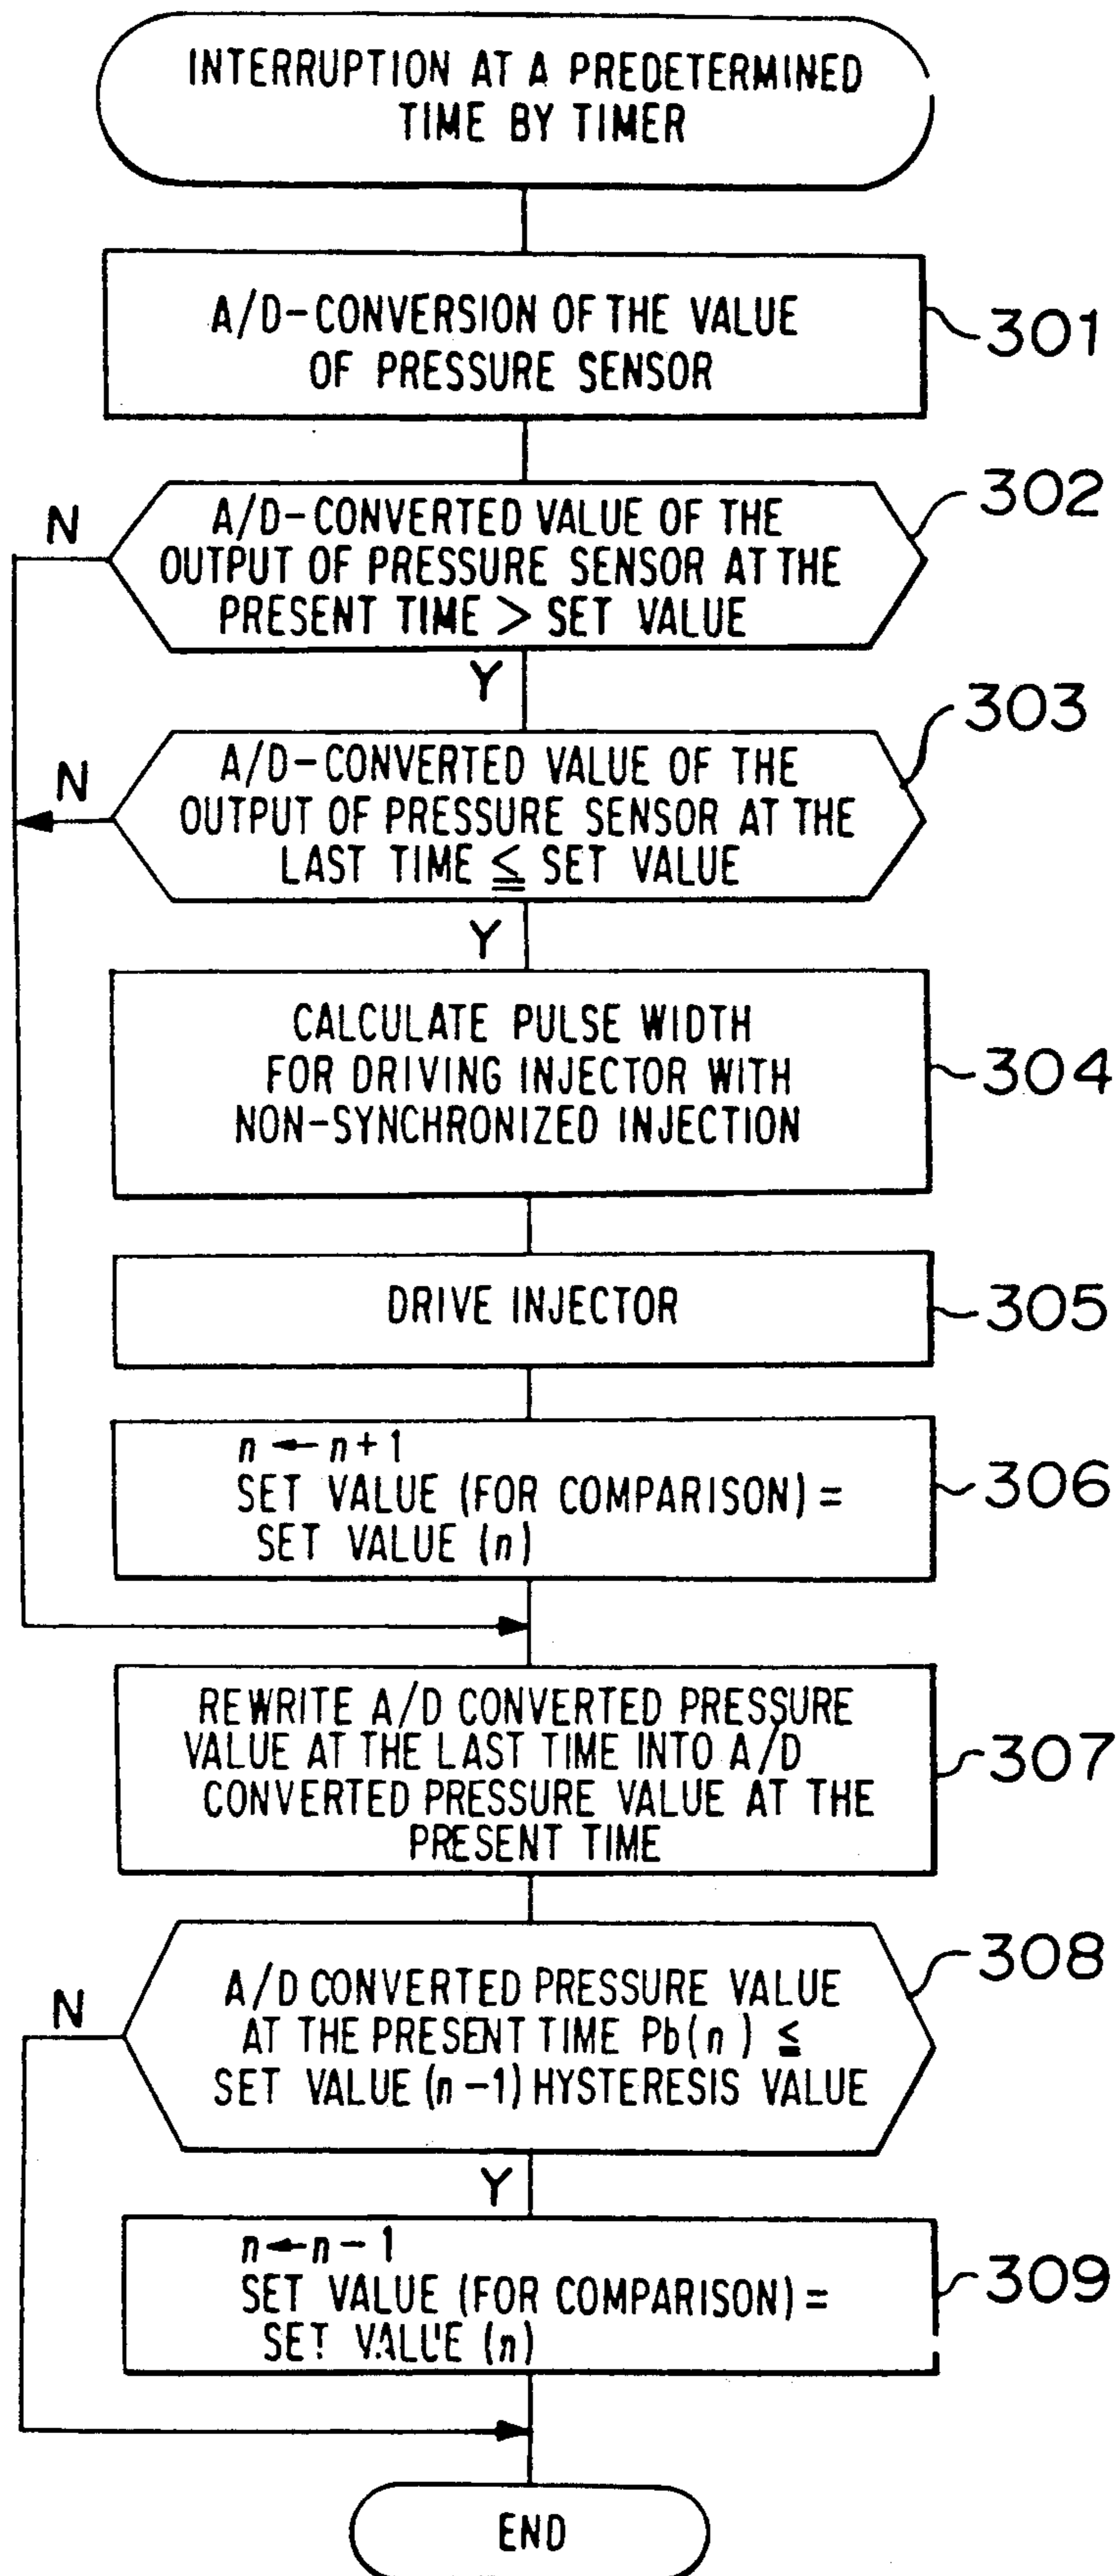 INTERRUPTION AT A PREDETERMINED
TIME BY TIMER
A/D-CONVERSION OF THE VALUE
OF PRESSURE SENSOR
301
302
N
A/D-CONVERTED VALUE OF THE
OUTPUT OF PRESSURE SENSOR AT THE
PRESENT TIME > SET VALUE
Y
303
N
A/D-CONVERTED VALUE OF THE
OUTPUT OF PRESSURE SENSOR AT THE
LAST TIME ≦ SET VALUE
Y
CALCULATE PULSE WIDTH
FOR DRIVING INJECTOR WITH
NON-SYNCHRONIZED INJECTION
304
DRIVE INJECTOR
305
n ← n+1
SET VALUE (FOR COMPARISON) =
SET VALUE (n)
306
REWRITE A/D CONVERTED PRESSURE
VALUE AT THE LAST TIME INTO A/D
CONVERTED PRESSURE VALUE AT THE
PRESENT TIME
307
308
N
A/D CONVERTED PRESSURE VALUE
AT THE PRESENT TIME Pb(n) ≦
SET VALUE (n-1) HYSTERESIS VALUE
Y
n ← n-1
SET VALUE (FOR COMPARISON) =
SET VALUE (n)
309
END